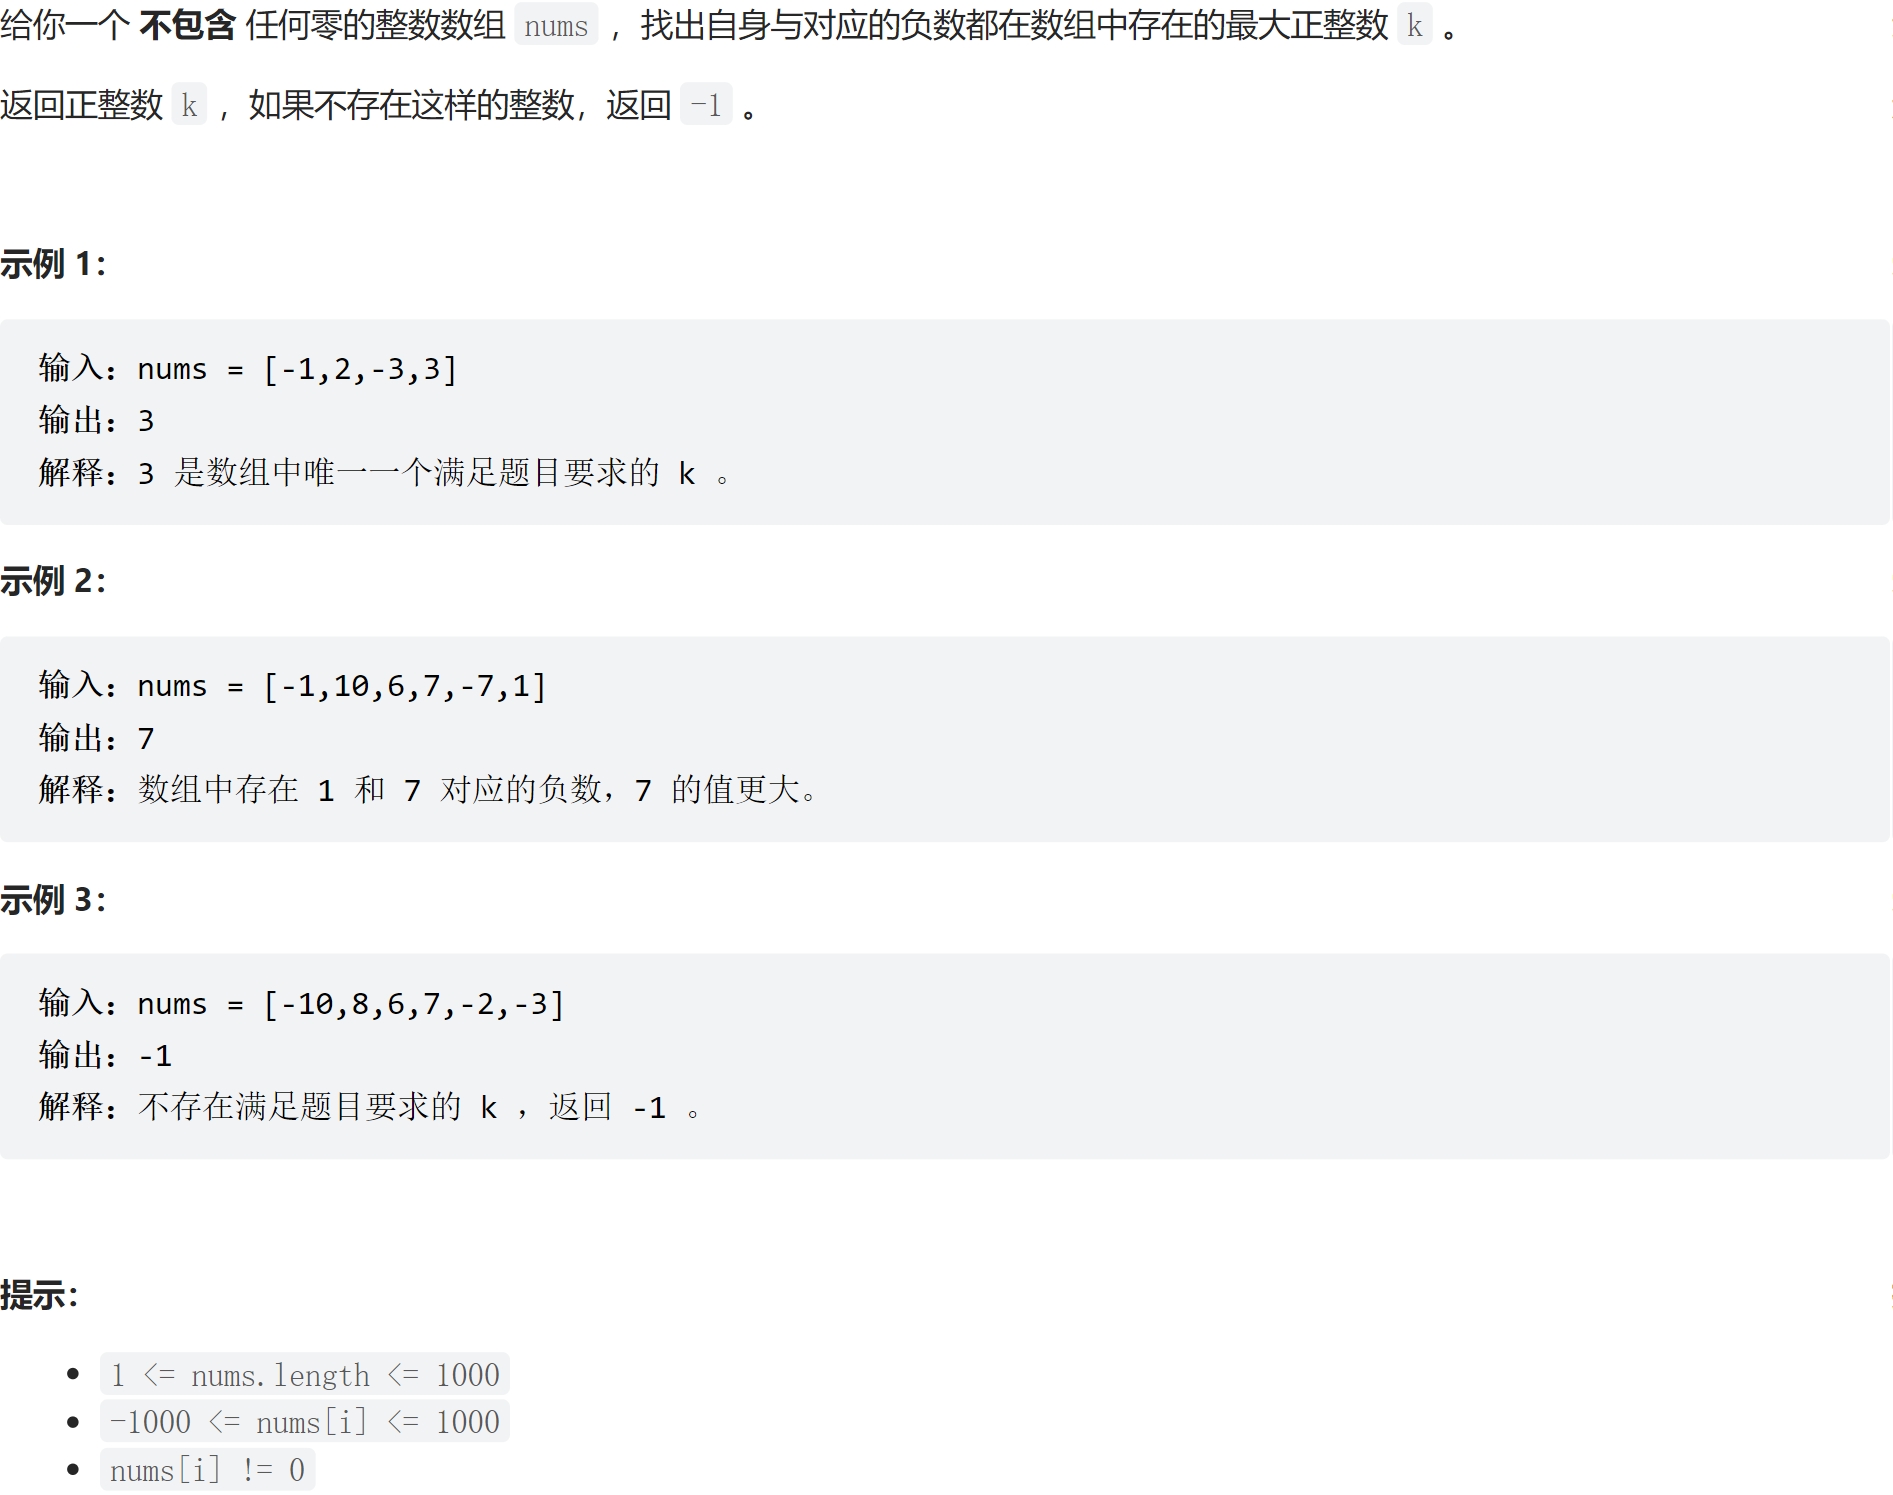 给你一个 不包含 任何零的整数数组 nums ，找出自身与对应的负数都在数组中存在的最大正整数 k 。
返回正整数 k ，如果不存在这样的整数，返回 -1 。
示例 1：
输入：nums = [-1,2,-3,3]
输出：3
解释：3 是数组中唯一一个满足题目要求的 k 。
示例 2：
输入：nums = [-1,10,6,7,-7,1]
输出：7
解释：数组中存在 1 和 7 对应的负数，7 的值更大。
示例 3：
输入：nums = [-10,8,6,7,-2,-3]
输出：-1
解释：不存在满足题目要求的 k ，返回 -1 。
提示：
• 1 <= nums.length <= 1000
• -1000 <= nums[i] <= 1000
• nums[i] != 0